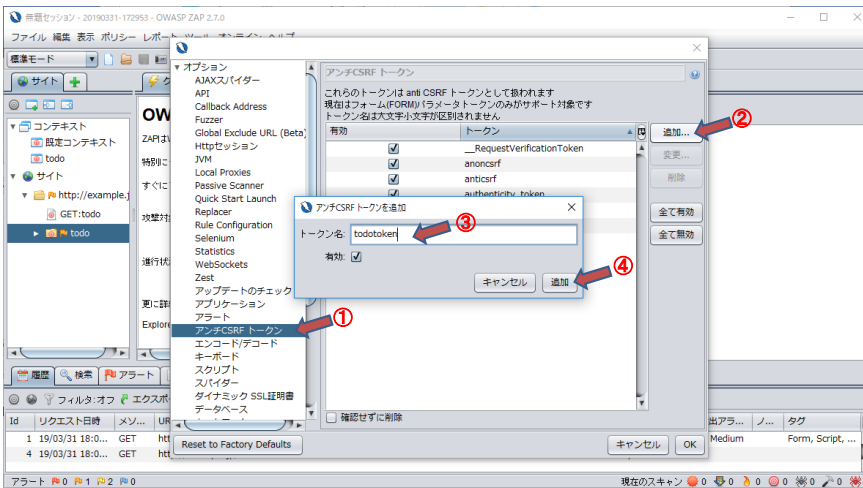 無題セッション - 20190331-172953 - OWASP ZAP 2.7.0
ファイル 編集 表示 ポリシー レポート ツール オンライン ヘルプ
標準モード
サイト
コンテキスト
既定コンテキスト
todo
サイト
http://example.j
GET:todo
todo
OW
ZAPは
特別に
すぐに
攻撃対
進行状
更に詳
Explor
オプション
AJAXスパイダー
API
Callback Address
Fuzzer
Global Exclude URL (Beta)
Httpセッション
JVM
Local Proxies
Passive Scanner
Quick Start Launch
Replacer
Rule Configuration
Selenium
Statistics
WebSockets
Zest
アップデートのチェック
アプリケーション
アラート
アンチCSRF トークン
エンコード/デコード
キーボード
スクリプト
スパイダー
ダイナミック SSL証明書
データベース
①
アンチCSRF トークン
これらのトークンは anti CSRF トークンとして扱われます
現在はフォーム(FORM)パラメータトークンのみがサポート対象です
トークン名は大文字小文字が区別されません
有効 トークン
__RequestVerificationToken
anoncsrf
anticsrf
authenticity_token
追加...
②
変更...
削除
全て有効
全て無効
アンチCSRF トークンを追加
トークン名: todotoken
③
有効:
キャンセル 追加
④
確認せずに削除
Reset to Factory Defaults
キャンセル OK
履歴 検索 アラート
フィルタ:オフ エクスポ
Id リクエスト日時 メソ... UR 出アラ... ノ... タグ
1 19/03/31 18:0... GET htt Medium Form, Script, ...
4 19/03/31 18:0... GET htt
アラート 0 1 2 0
現在のスキャン 0 0 0 0 0 0